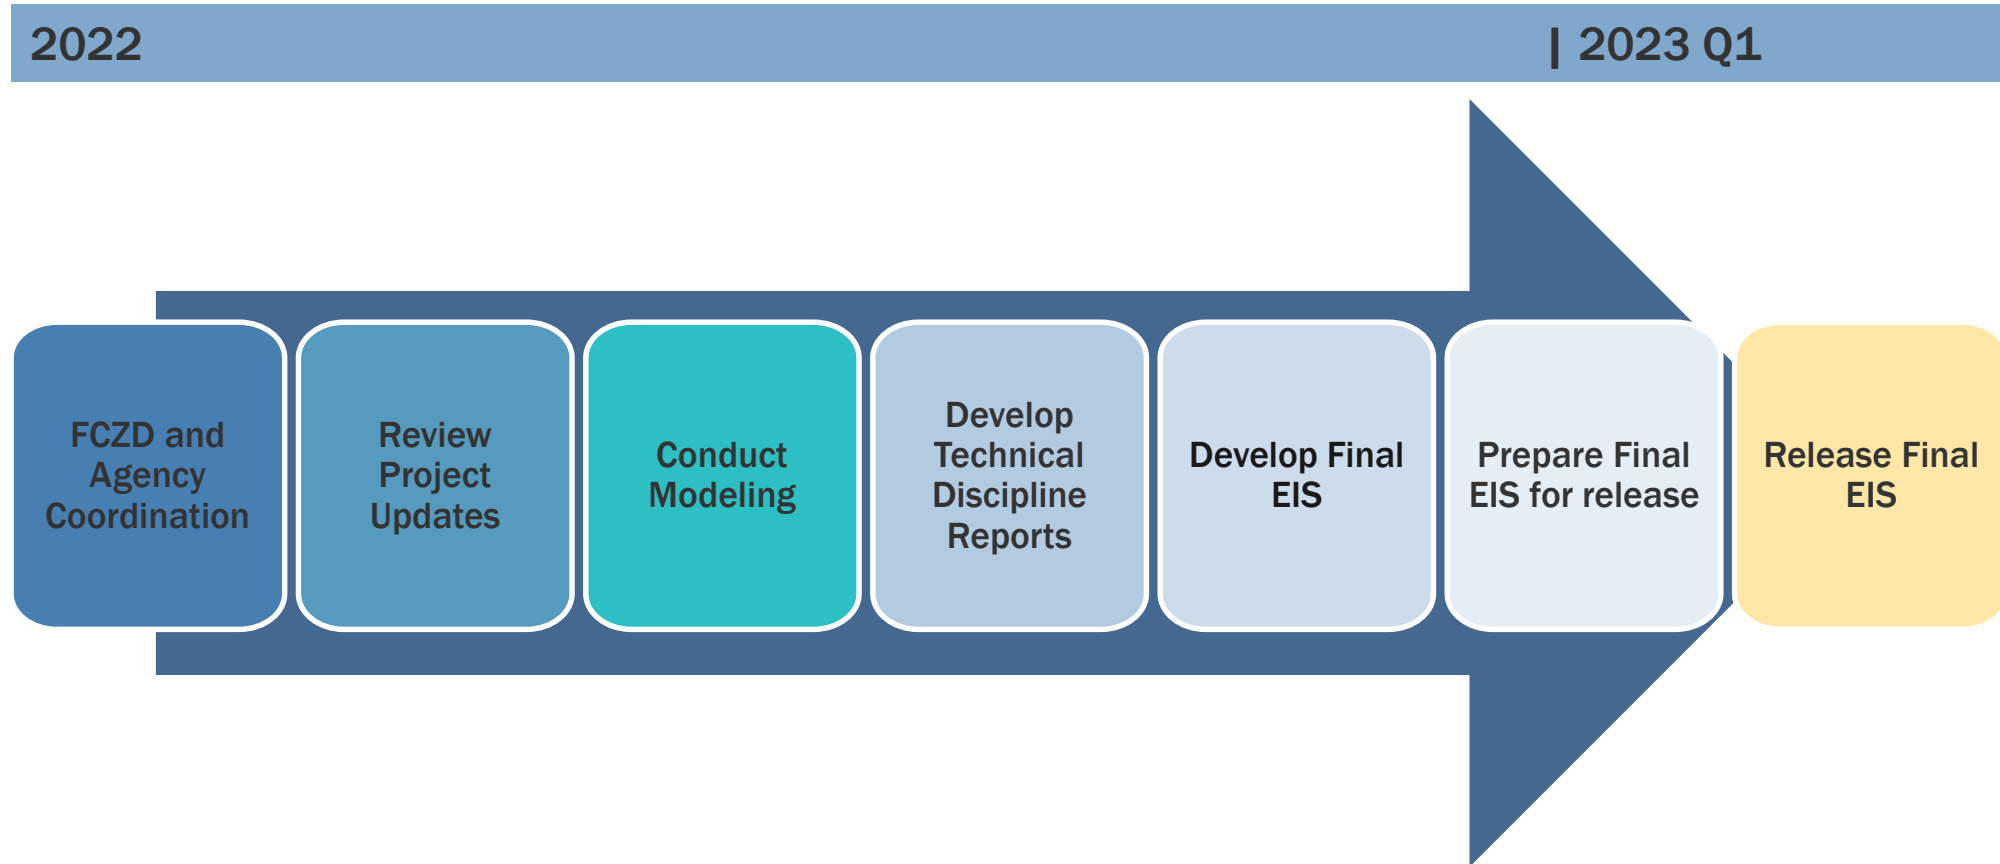 2022 | 2023 Q1
FCZD and
Agency
Coordination
Review
Project
Updates
Conduct
Modeling
Develop
Technical
Discipline
Reports
Develop Final
EIS
Prepare Final
EIS for release
Release Final
EIS